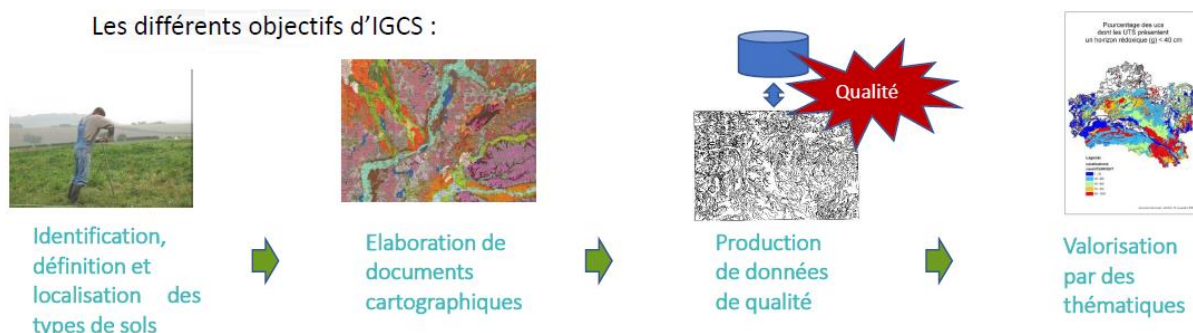 Les différents objectifs d'IGCS :
Pourcentage des ucs
dont les UTS présentent
un horizon rédoxique (g) < 40 cm
Qualité
Légende
Identification,
définition et
localisation des
types de sols
Elaboration de
documents
cartographiques
Production
de données
de qualité
Valorisation
par des
thématiques